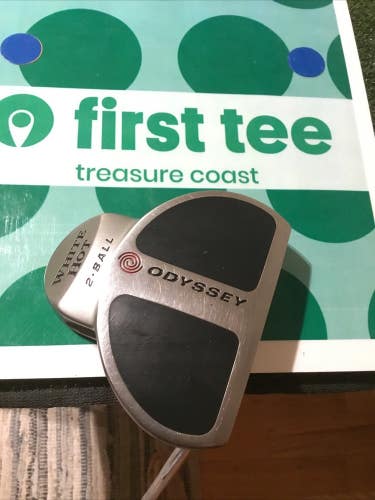 first tee
treasure coast
WHITE
HOT
2-BALL
ODYSSEY